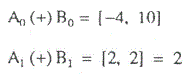 A₀ (+) B₀ = [−4, 10]
A₁ (+) B₁ = [2, 2] = 2